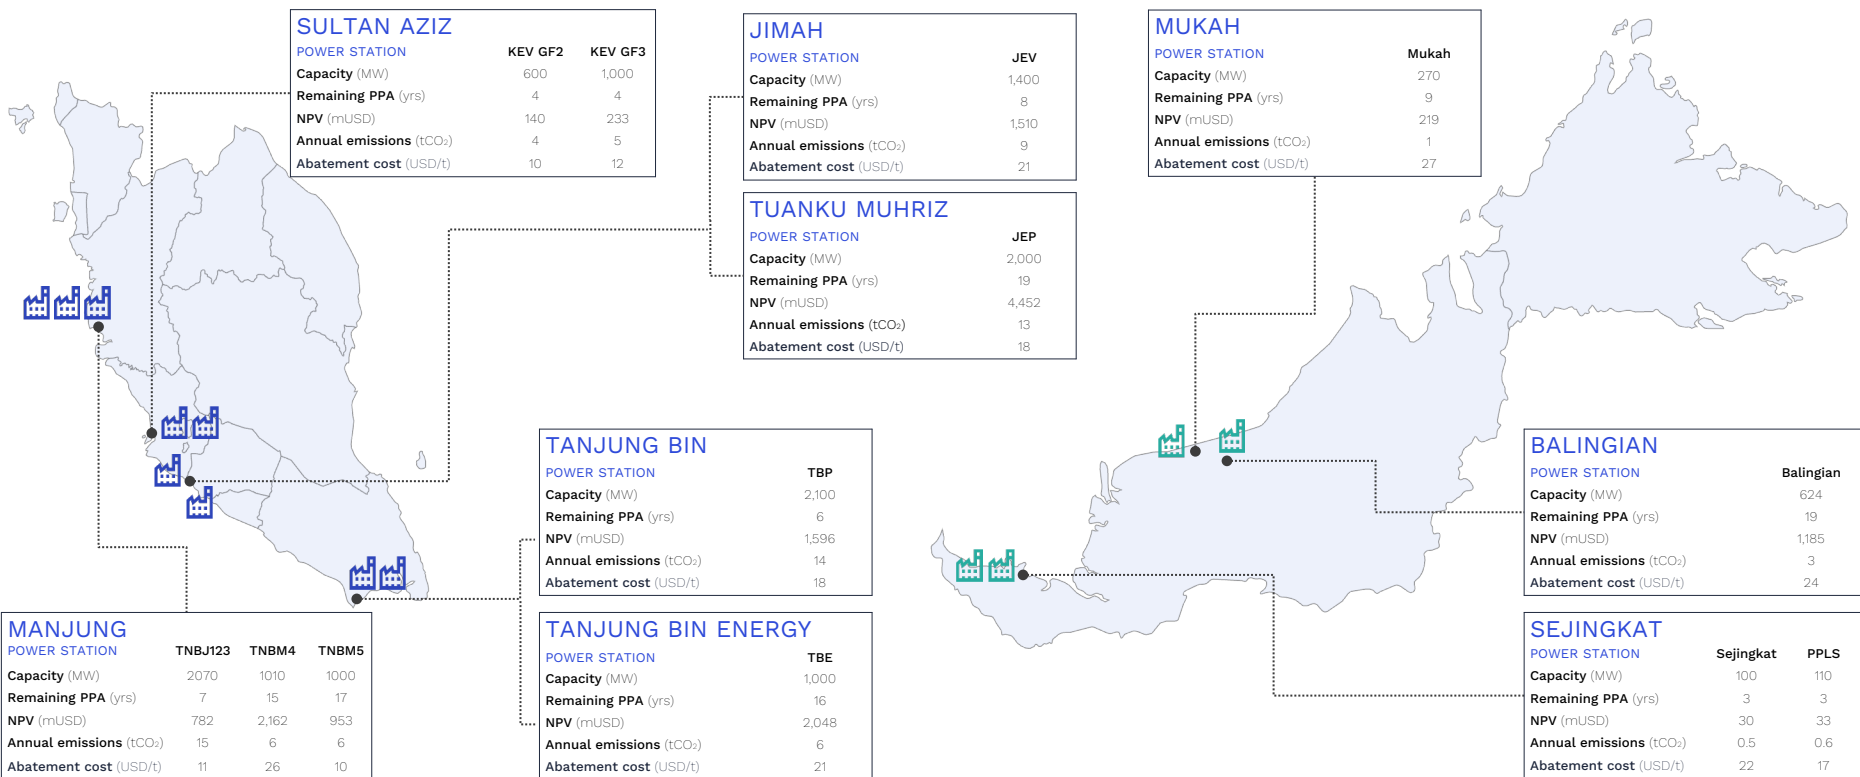 SULTAN AZIZ
POWER STATION KEV GF2 KEV GF3
Capacity (MW) 600 1,000
Remaining PPA (yrs) 4 4
NPV (mUSD) 140 233
Annual emissions (tCO₂) 4 5
Abatement cost (USD/t) 10 12
JIMAH
POWER STATION JEV
Capacity (MW) 1,400
Remaining PPA (yrs) 8
NPV (mUSD) 1,510
Annual emissions (tCO₂) 9
Abatement cost (USD/t) 21
TUANKU MUHRIZ
POWER STATION JEP
Capacity (MW) 2,000
Remaining PPA (yrs) 19
NPV (mUSD) 4,452
Annual emissions (tCO₂) 13
Abatement cost (USD/t) 18
MUKAH
POWER STATION Mukah
Capacity (MW) 270
Remaining PPA (yrs) 9
NPV (mUSD) 219
Annual emissions (tCO₂) 1
Abatement cost (USD/t) 27
TANJUNG BIN
POWER STATION TBP
Capacity (MW) 2,100
Remaining PPA (yrs) 6
NPV (mUSD) 1,596
Annual emissions (tCO₂) 14
Abatement cost (USD/t) 18
BALINGIAN
POWER STATION Balingian
Capacity (MW) 624
Remaining PPA (yrs) 19
NPV (mUSD) 1,185
Annual emissions (tCO₂) 3
Abatement cost (USD/t) 24
MANJUNG
POWER STATION TNBJ123 TNBM4 TNBM5
Capacity (MW) 2070 1010 1000
Remaining PPA (yrs) 7 15 17
NPV (mUSD) 782 2,162 953
Annual emissions (tCO₂) 15 6 6
Abatement cost (USD/t) 11 26 10
TANJUNG BIN ENERGY
POWER STATION TBE
Capacity (MW) 1,000
Remaining PPA (yrs) 16
NPV (mUSD) 2,048
Annual emissions (tCO₂) 6
Abatement cost (USD/t) 21
SEJINGKAT
POWER STATION Sejingkat PPLS
Capacity (MW) 100 110
Remaining PPA (yrs) 3 3
NPV (mUSD) 30 33
Annual emissions (tCO₂) 0.5 0.6
Abatement cost (USD/t) 22 17